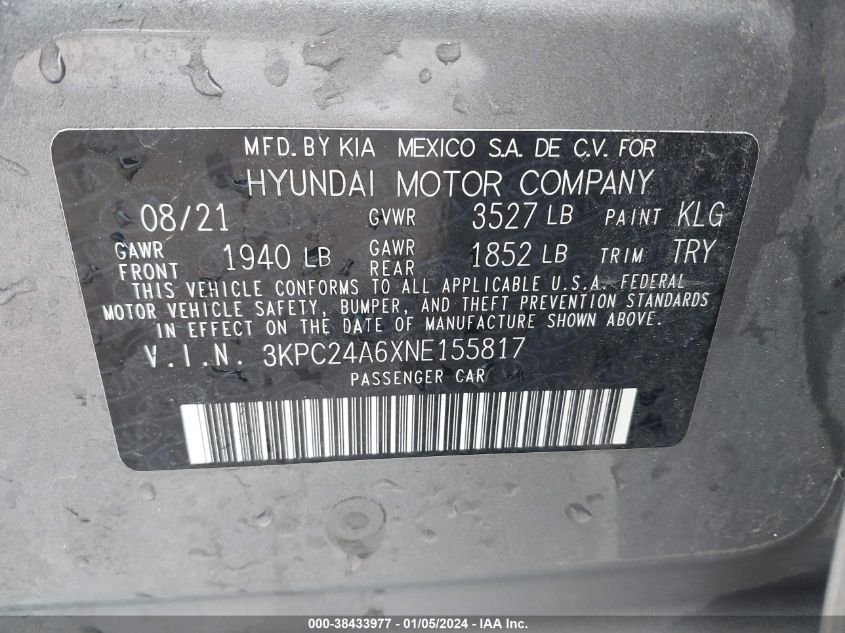 MFD. BY KIA MEXICO S.A. DE C.V. FOR
HYUNDAI MOTOR COMPANY
08/21 GVWR 3527 LB PAINT KLG
GAWR FRONT 1940 LB GAWR REAR 1852 LB TRIM TRY
THIS VEHICLE CONFORMS TO ALL APPLICABLE U.S.A. FEDERAL
MOTOR VEHICLE SAFETY, BUMPER, AND THEFT PREVENTION STANDARDS
IN EFFECT ON THE DATE OF MANUFACTURE SHOWN ABOVE.
V.I.N. 3KPC24A6XNE155817
PASSENGER CAR
000-38433977 - 01/05/2024 - IAA Inc.